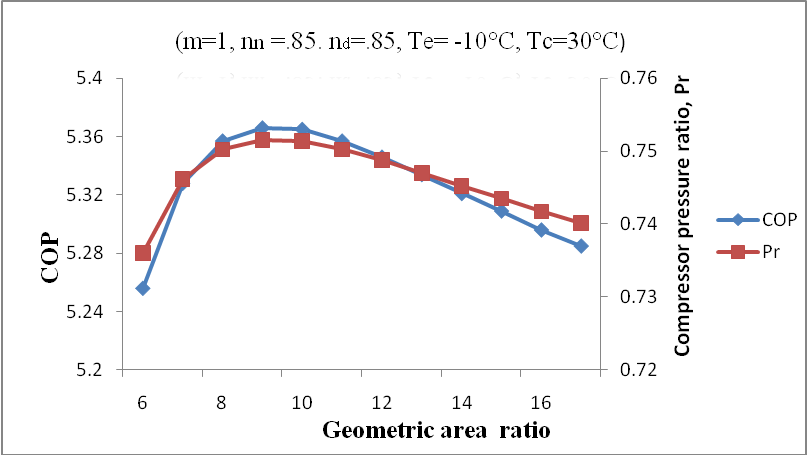 (m=1, nn =.85. nd=.85, Te= -10°C, Tc=30°C)
5.4
5.36
5.32
5.28
5.24
5.2
COP
0.76
0.75
0.74
0.73
0.72
Compressor pressure ratio, Pr
COP
Pr
6 8 10 12 14 16
Geometric area ratio